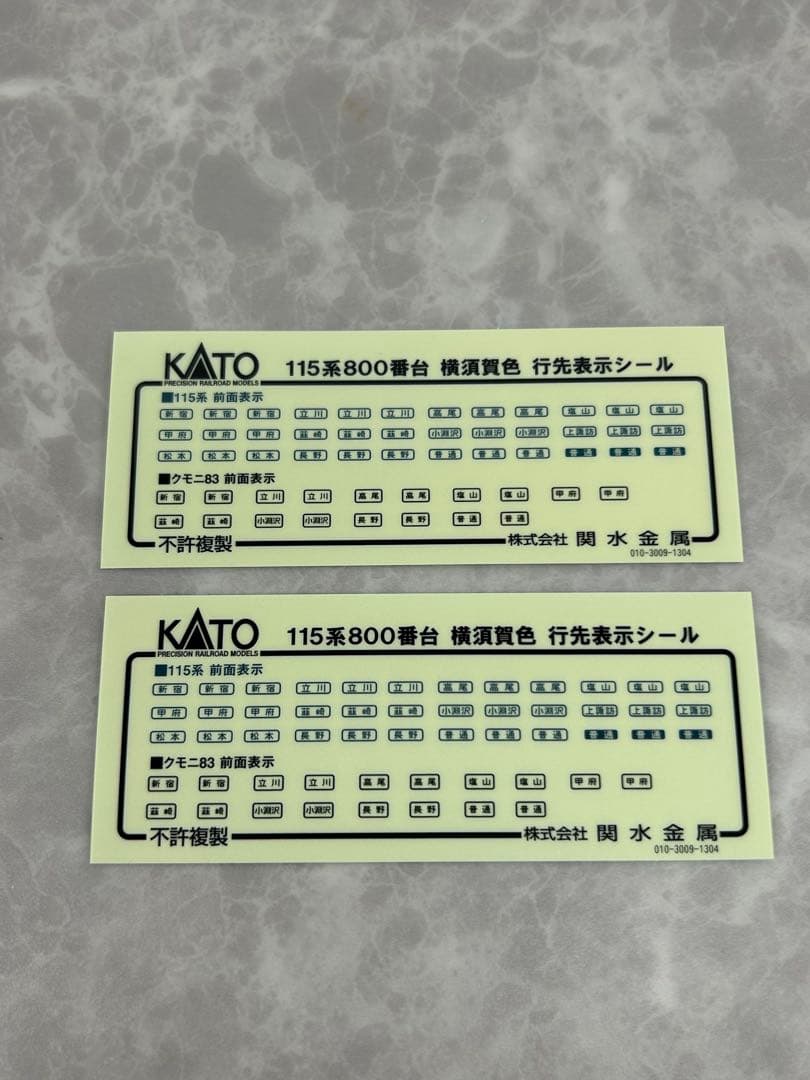 KATO 115系800番台 横須賀色 行先表示シール
PRECISION RAILROAD MODELS
■115系 前面表示
新宿 新宿 新宿 立川 立川 立川 高尾 高尾 高尾 塩山 塩山 塩山
甲府 甲府 甲府 韮崎 韮崎 韮崎 小淵沢 小淵沢 小淵沢 上諏訪 上諏訪 上諏訪
松本 松本 松本 長野 長野 長野 普通 普通 普通 普通 普通 普通
■クモニ83 前面表示
新宿 新宿 立川 立川 高尾 高尾 塩山 塩山 甲府 甲府
韮崎 韮崎 小淵沢 小淵沢 長野 長野 普通 普通
不許複製 株式会社 関水金属
010-3009-1304
KATO 115系800番台 横須賀色 行先表示シール
PRECISION RAILROAD MODELS
■115系 前面表示
新宿 新宿 新宿 立川 立川 立川 高尾 高尾 高尾 塩山 塩山 塩山
甲府 甲府 甲府 韮崎 韮崎 韮崎 小淵沢 小淵沢 小淵沢 上諏訪 上諏訪 上諏訪
松本 松本 松本 長野 長野 長野 普通 普通 普通 普通 普通 普通
■クモニ83 前面表示
新宿 新宿 立川 立川 高尾 高尾 塩山 塩山 甲府 甲府
韮崎 韮崎 小淵沢 小淵沢 長野 長野 普通 普通
不許複製 株式会社 関水金属
010-3009-1304